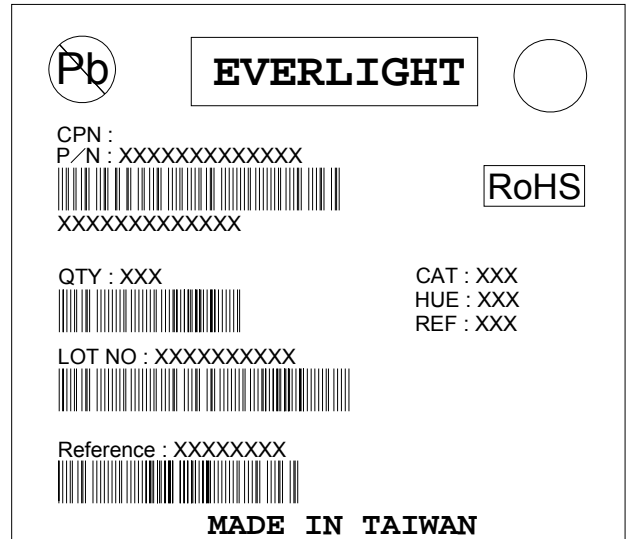 Pb
EVERLIGHT
CPN :
P/N : XXXXXXXXXXXXX
RoHS
XXXXXXXXXXXXX
QTY : XXX
CAT : XXX
HUE : XXX
REF : XXX
LOT NO : XXXXXXXXXX
Reference : XXXXXXXX
MADE IN TAIWAN